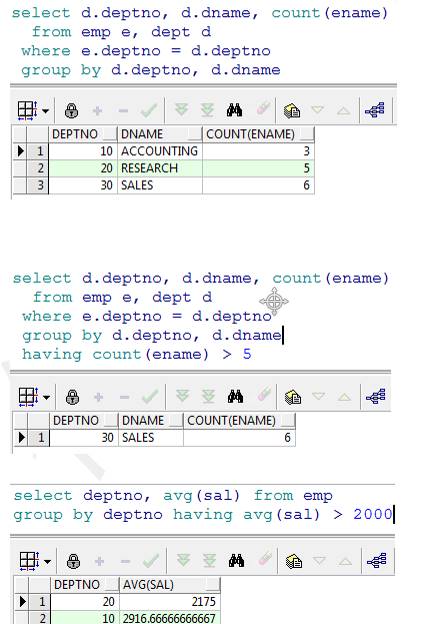 select d.deptno, d.dname, count(ename)
from emp e, dept d
where e.deptno = d.deptno
group by d.deptno, d.dname
DEPTNO DNAME COUNT(ENAME)
1 10 ACCOUNTING 3
2 20 RESEARCH 5
3 30 SALES 6
select d.deptno, d.dname, count(ename)
from emp e, dept d
where e.deptno = d.deptno
group by d.deptno, d.dname
having count(ename) > 5
DEPTNO DNAME COUNT(ENAME)
1 30 SALES 6
select deptno, avg(sal) from emp
group by deptno having avg(sal) > 2000
DEPTNO AVG(SAL)
1 20 2175
2 10 2916.66666666667